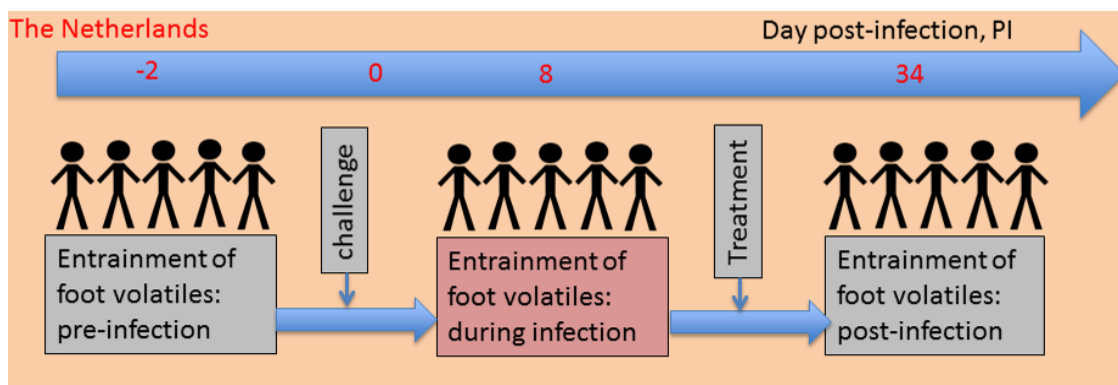 The Netherlands
Day post-infection, PI
-2
0
8
34
challenge
Treatment
Entrainment of
foot volatiles:
pre-infection
Entrainment of
foot volatiles:
during infection
Entrainment of
foot volatiles:
post-infection